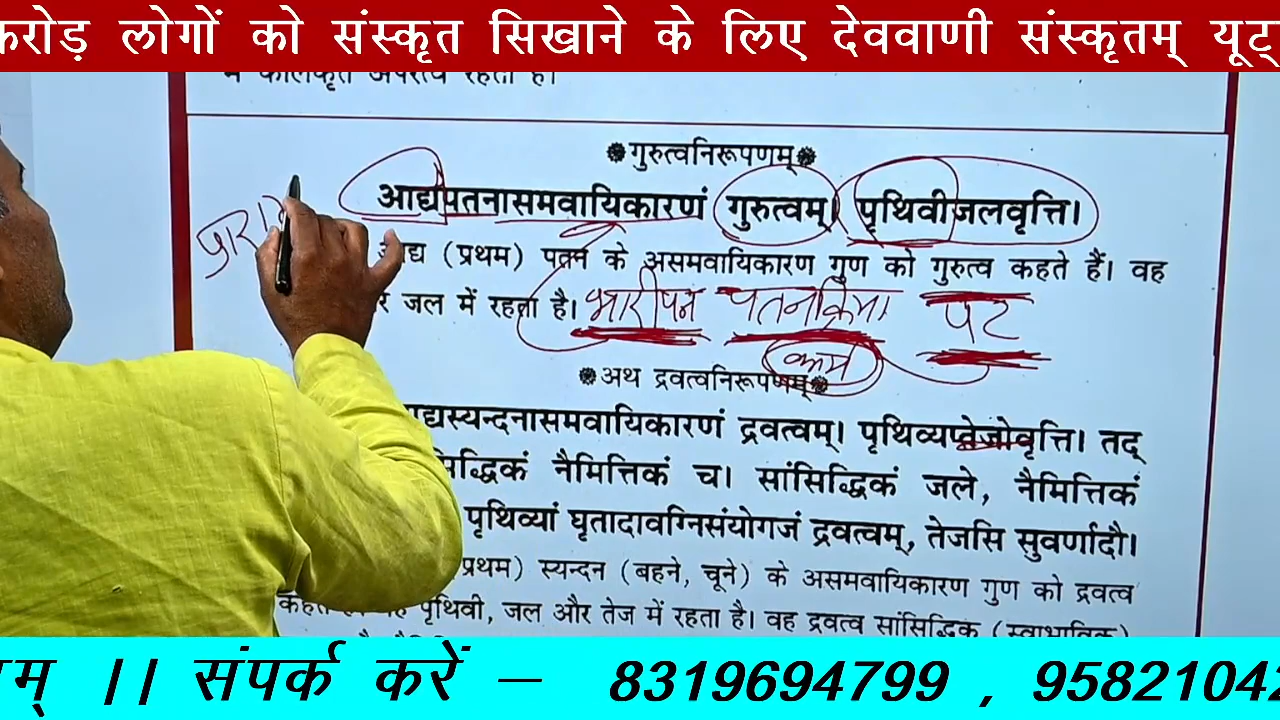 करोड़ लोगों को संस्कृत सिखाने के लिए देववाणी संस्कृतम् यूट्
में कालकृत अपरत्व रहता है।
गुरुत्वनिरूपणम्
आद्यपतनासमवायिकारणं गुरुत्वम्। पृथिवीजलवृत्ति।
(प्रथम) पतन के असमवायिकारण गुण को गुरुत्व कहते हैं। वह
जल में रहता है। भारीपन पतनक्रिया
अथ द्रवत्वनिरूपणम्
द्यस्यन्दनासमवायिकारणं द्रवत्वम्। पृथिव्यप्तेजोवृत्ति। तद्
सिद्धिकं नैमित्तिकं च। सांसिद्धिकं जले, नैमित्तिकं
पृथिव्यां घृतादावग्निसंयोगजं द्रवत्वम्, तेजसि सुवर्णादौ।
प्रथम) स्यन्दन (बहने, चूने) के असमवायिकारण गुण को द्रवत्व
पृथिवी, जल और तेज में रहता है। वह द्रवत्व सांसिद्धिक (स्वाभाविक)
म् ।। संपर्क करें – 8319694799 , 95821042